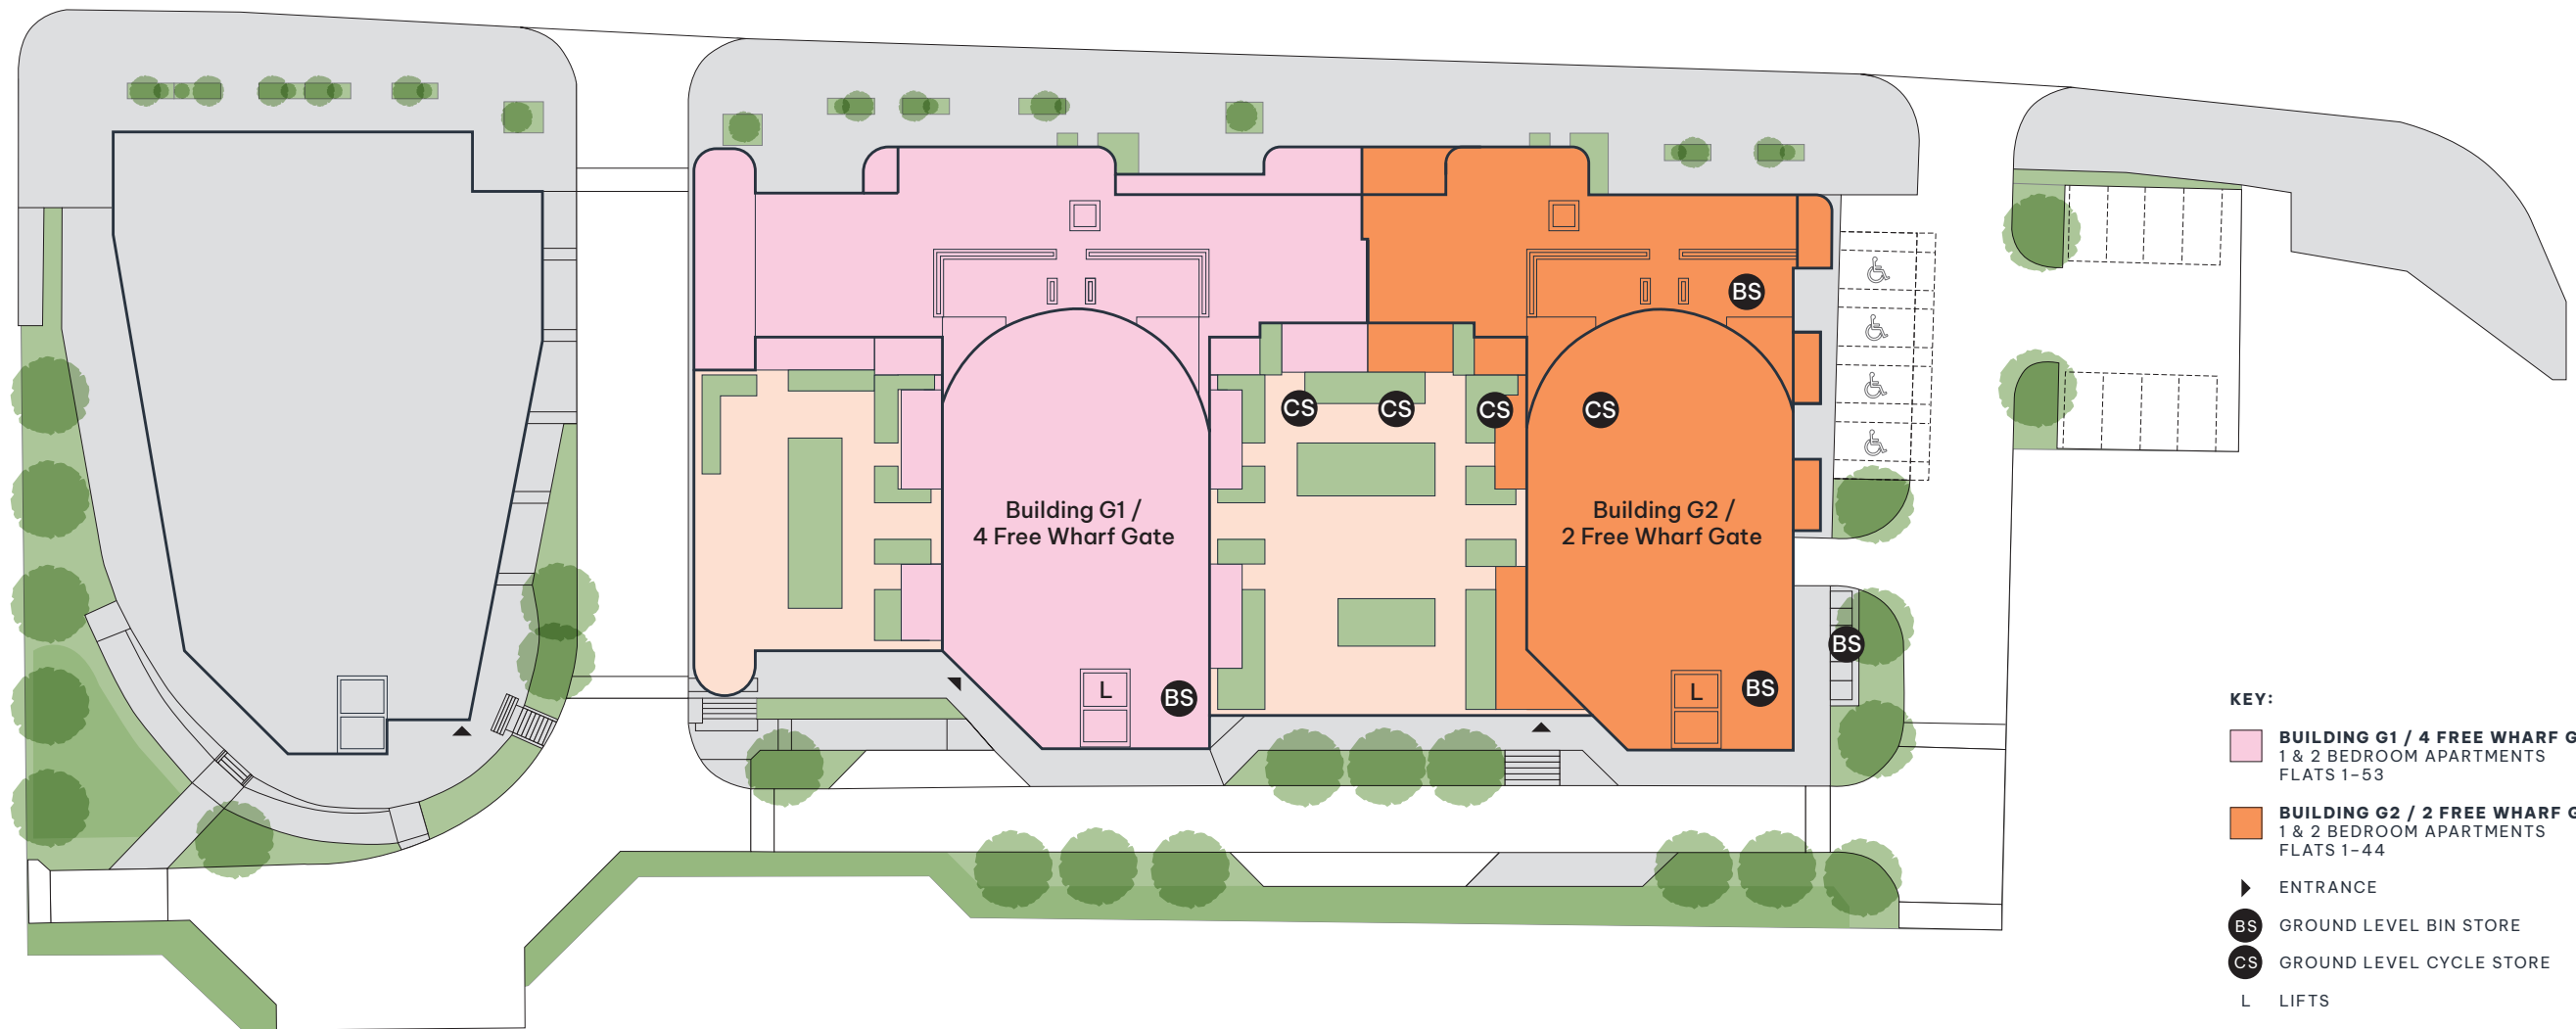 BS
CS
CS
CS
CS
Building G1 /
4 Free Wharf Gate
Building G2 /
2 Free Wharf Gate
BS
L
BS
L
BS
KEY:
BUILDING G1 / 4 FREE WHARF G
1 & 2 BEDROOM APARTMENTS
FLATS 1–53
BUILDING G2 / 2 FREE WHARF G
1 & 2 BEDROOM APARTMENTS
FLATS 1–44
ENTRANCE
BS GROUND LEVEL BIN STORE
CS GROUND LEVEL CYCLE STORE
L LIFTS